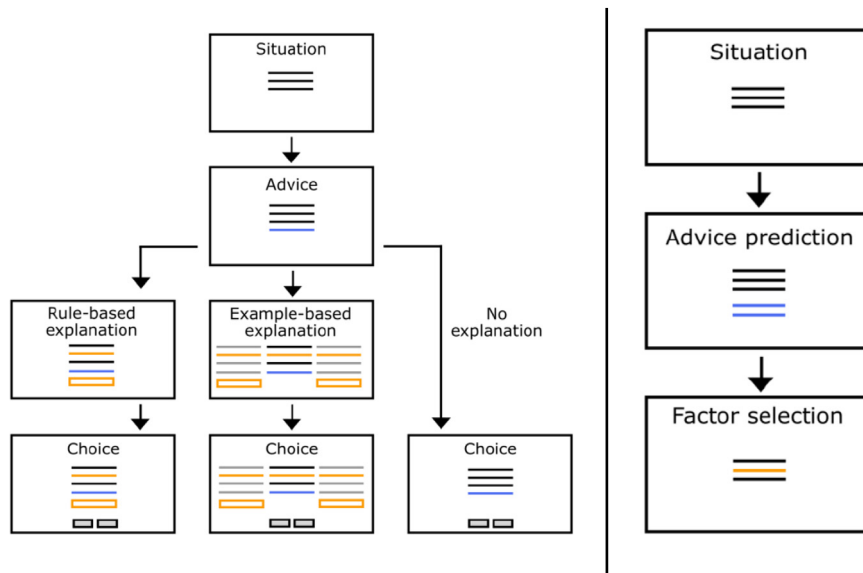 Situation
Advice
Rule-based
explanation
Example-based
explanation
No
explanation
Choice
Choice
Choice
Situation
Advice prediction
Factor selection